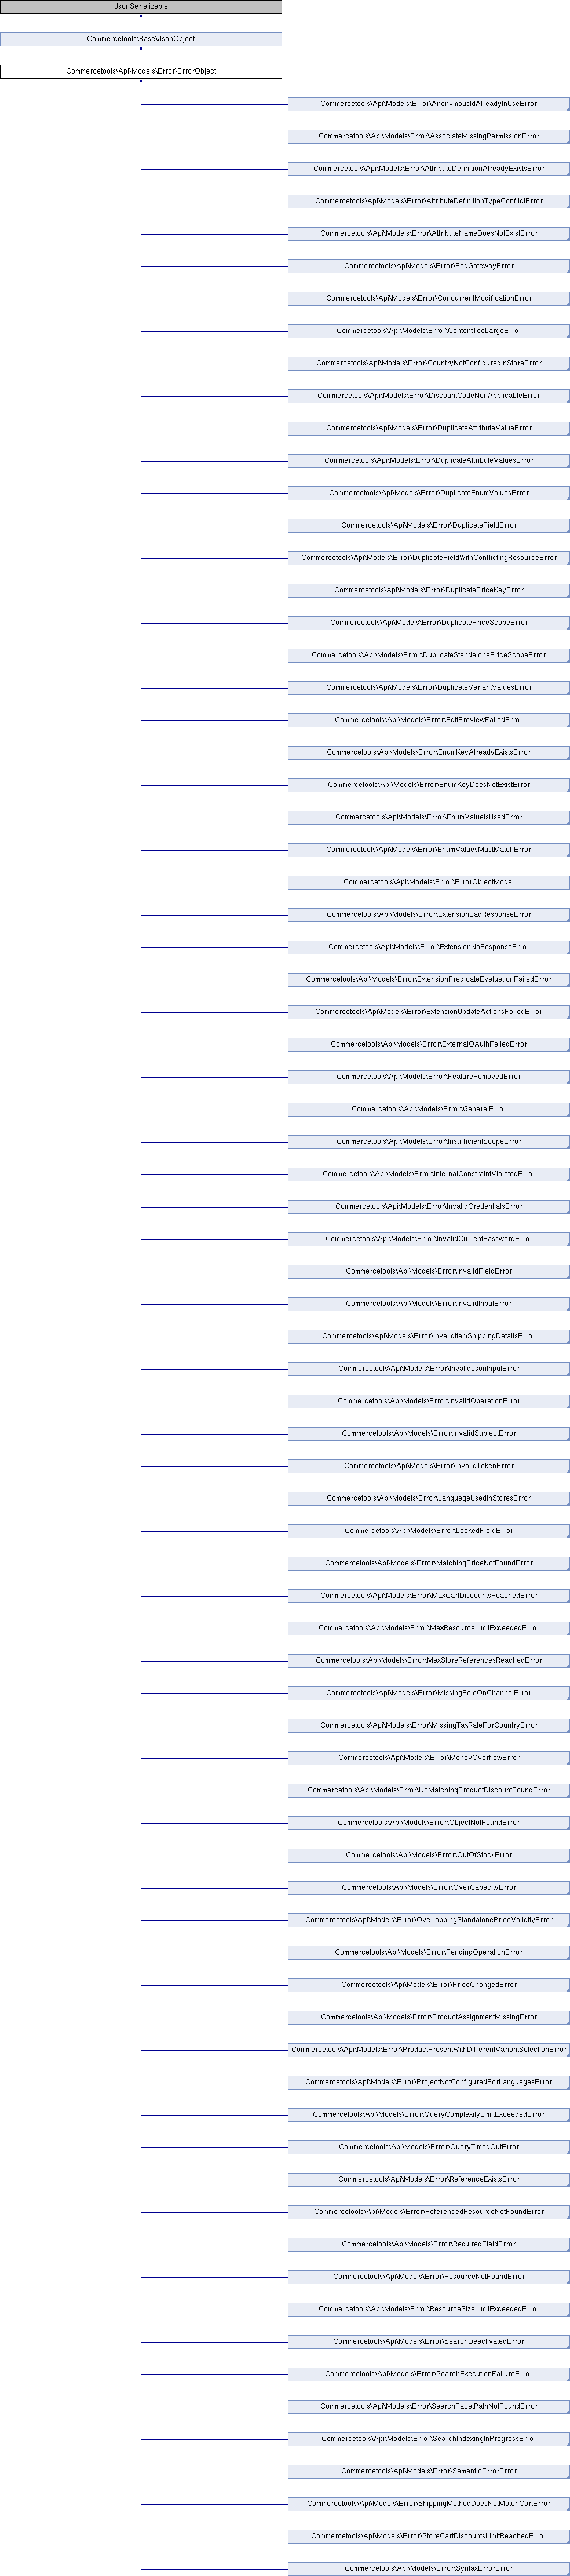 JsonSerializable
Commercetools\Base\JsonObject
Commercetools\Api\Models\Error\ErrorObject
Commercetools\Api\Models\Error\AnonymousIdAlreadyInUseError
Commercetools\Api\Models\Error\AssociateMissingPermissionError
Commercetools\Api\Models\Error\AttributeDefinitionAlreadyExistsError
Commercetools\Api\Models\Error\AttributeDefinitionTypeConflictError
Commercetools\Api\Models\Error\AttributeNameDoesNotExistError
Commercetools\Api\Models\Error\BadGatewayError
Commercetools\Api\Models\Error\ConcurrentModificationError
Commercetools\Api\Models\Error\ContentTooLargeError
Commercetools\Api\Models\Error\CountryNotConfiguredInStoreError
Commercetools\Api\Models\Error\DiscountCodeNonApplicableError
Commercetools\Api\Models\Error\DuplicateAttributeValueError
Commercetools\Api\Models\Error\DuplicateAttributeValuesError
Commercetools\Api\Models\Error\DuplicateEnumValuesError
Commercetools\Api\Models\Error\DuplicateFieldError
Commercetools\Api\Models\Error\DuplicateFieldWithConflictingResourceError
Commercetools\Api\Models\Error\DuplicatePriceKeyError
Commercetools\Api\Models\Error\DuplicatePriceScopeError
Commercetools\Api\Models\Error\DuplicateStandalonePriceScopeError
Commercetools\Api\Models\Error\DuplicateVariantValuesError
Commercetools\Api\Models\Error\EditPreviewFailedError
Commercetools\Api\Models\Error\EnumKeyAlreadyExistsError
Commercetools\Api\Models\Error\EnumKeyDoesNotExistError
Commercetools\Api\Models\Error\EnumValueIsUsedError
Commercetools\Api\Models\Error\EnumValuesMustMatchError
Commercetools\Api\Models\Error\ErrorObjectModel
Commercetools\Api\Models\Error\ExtensionBadResponseError
Commercetools\Api\Models\Error\ExtensionNoResponseError
Commercetools\Api\Models\Error\ExtensionPredicateEvaluationFailedError
Commercetools\Api\Models\Error\ExtensionUpdateActionsFailedError
Commercetools\Api\Models\Error\ExternalOAuthFailedError
Commercetools\Api\Models\Error\FeatureRemovedError
Commercetools\Api\Models\Error\GeneralError
Commercetools\Api\Models\Error\InsufficientScopeError
Commercetools\Api\Models\Error\InternalConstraintViolatedError
Commercetools\Api\Models\Error\InvalidCredentialsError
Commercetools\Api\Models\Error\InvalidCurrentPasswordError
Commercetools\Api\Models\Error\InvalidFieldError
Commercetools\Api\Models\Error\InvalidInputError
Commercetools\Api\Models\Error\InvalidItemShippingDetailsError
Commercetools\Api\Models\Error\InvalidJsonInputError
Commercetools\Api\Models\Error\InvalidOperationError
Commercetools\Api\Models\Error\InvalidSubjectError
Commercetools\Api\Models\Error\InvalidTokenError
Commercetools\Api\Models\Error\LanguageUsedInStoresError
Commercetools\Api\Models\Error\LockedFieldError
Commercetools\Api\Models\Error\MatchingPriceNotFoundError
Commercetools\Api\Models\Error\MaxCartDiscountsReachedError
Commercetools\Api\Models\Error\MaxResourceLimitExceededError
Commercetools\Api\Models\Error\MaxStoreReferencesReachedError
Commercetools\Api\Models\Error\MissingRoleOnChannelError
Commercetools\Api\Models\Error\MissingTaxRateForCountryError
Commercetools\Api\Models\Error\MoneyOverflowError
Commercetools\Api\Models\Error\NoMatchingProductDiscountFoundError
Commercetools\Api\Models\Error\ObjectNotFoundError
Commercetools\Api\Models\Error\OutOfStockError
Commercetools\Api\Models\Error\OverCapacityError
Commercetools\Api\Models\Error\OverlappingStandalonePriceValidityError
Commercetools\Api\Models\Error\PendingOperationError
Commercetools\Api\Models\Error\PriceChangedError
Commercetools\Api\Models\Error\ProductAssignmentMissingError
Commercetools\Api\Models\Error\ProductPresentWithDifferentVariantSelectionError
Commercetools\Api\Models\Error\ProjectNotConfiguredForLanguagesError
Commercetools\Api\Models\Error\QueryComplexityLimitExceededError
Commercetools\Api\Models\Error\QueryTimedOutError
Commercetools\Api\Models\Error\ReferenceExistsError
Commercetools\Api\Models\Error\ReferencedResourceNotFoundError
Commercetools\Api\Models\Error\RequiredFieldError
Commercetools\Api\Models\Error\ResourceNotFoundError
Commercetools\Api\Models\Error\ResourceSizeLimitExceededError
Commercetools\Api\Models\Error\SearchDeactivatedError
Commercetools\Api\Models\Error\SearchExecutionFailureError
Commercetools\Api\Models\Error\SearchFacetPathNotFoundError
Commercetools\Api\Models\Error\SearchIndexingInProgressError
Commercetools\Api\Models\Error\SemanticErrorError
Commercetools\Api\Models\Error\ShippingMethodDoesNotMatchCartError
Commercetools\Api\Models\Error\StoreCartDiscountsLimitReachedError
Commercetools\Api\Models\Error\SyntaxErrorError